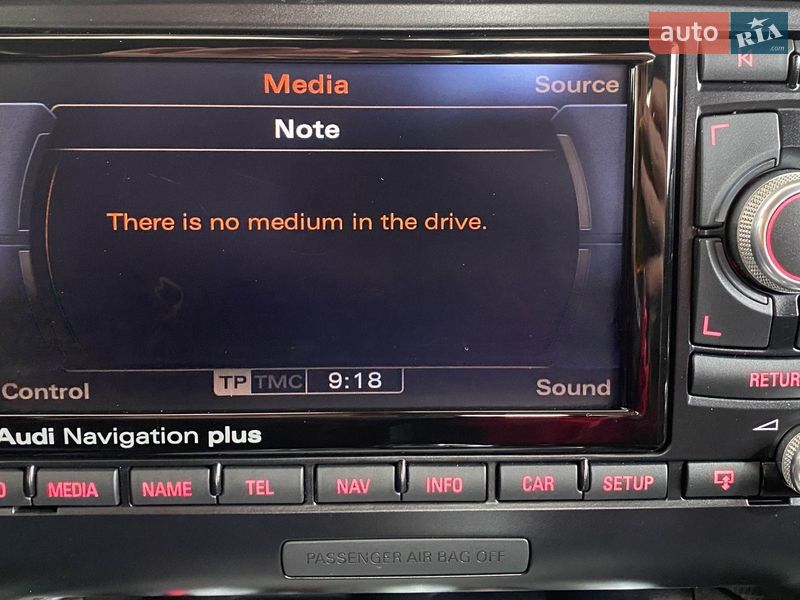 auto RIA
Media
Source
Note
There is no medium in the drive.
Control
TP TMC 9:18
Sound
Audi Navigation plus
MEDIA NAME TEL NAV INFO CAR SETUP
RETUR
PASSENGER AIR BAG OFF